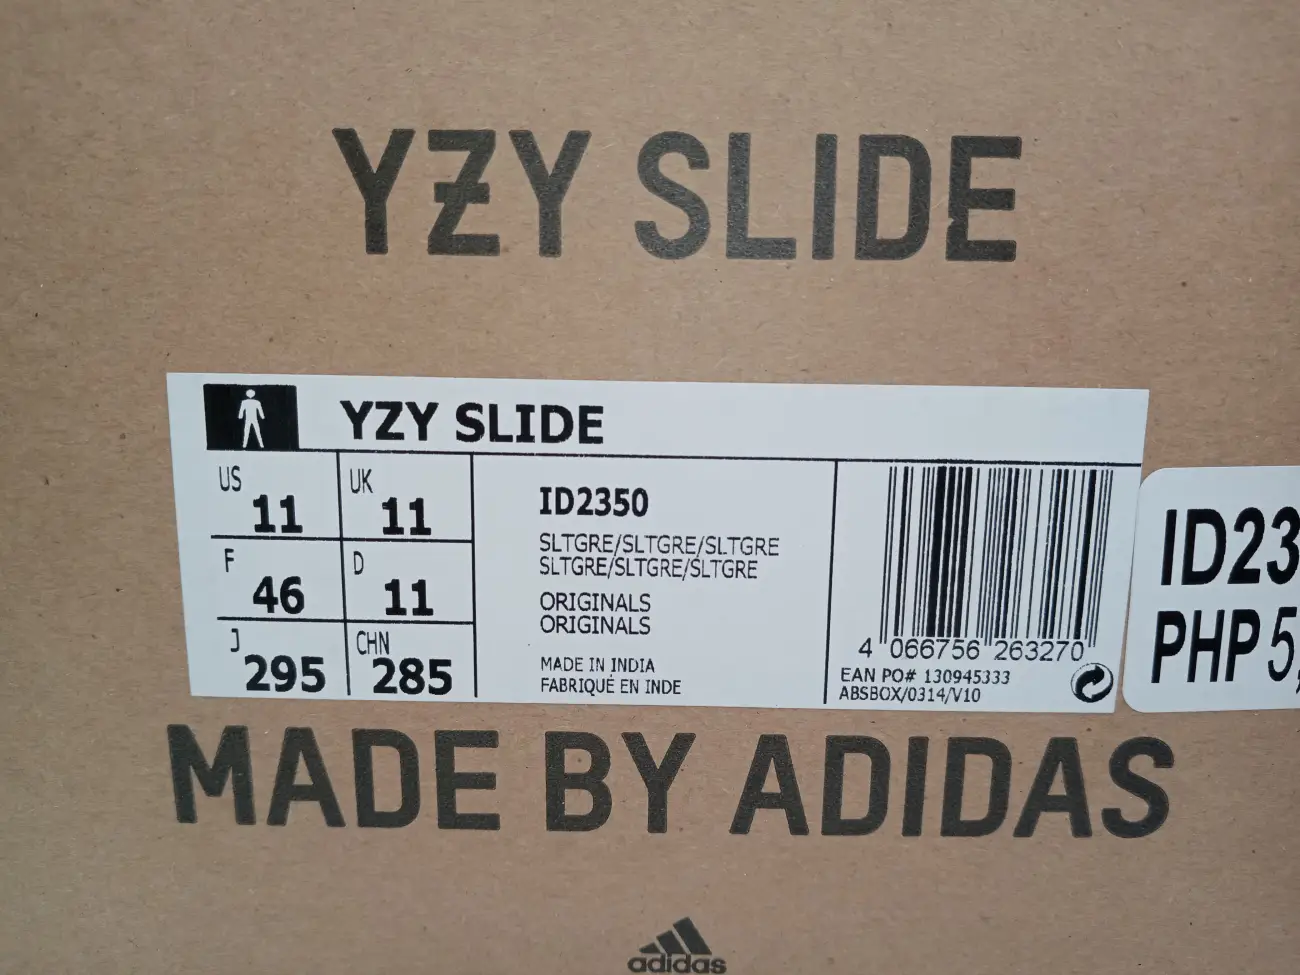 YZY SLIDE
YZY SLIDE
US 11 UK 11
F 46 D 11
J 295 CHN 285
ID2350
SLTGRE/SLTGRE/SLTGRE
SLTGRE/SLTGRE/SLTGRE
ORIGINALS
ORIGINALS
MADE IN INDIA
FABRIQUÉ EN INDE
4 066756 263270
EAN PO# 130945333
ABSBOX/0314/V10
ID23
PHP 5,
MADE BY ADIDAS
adidas